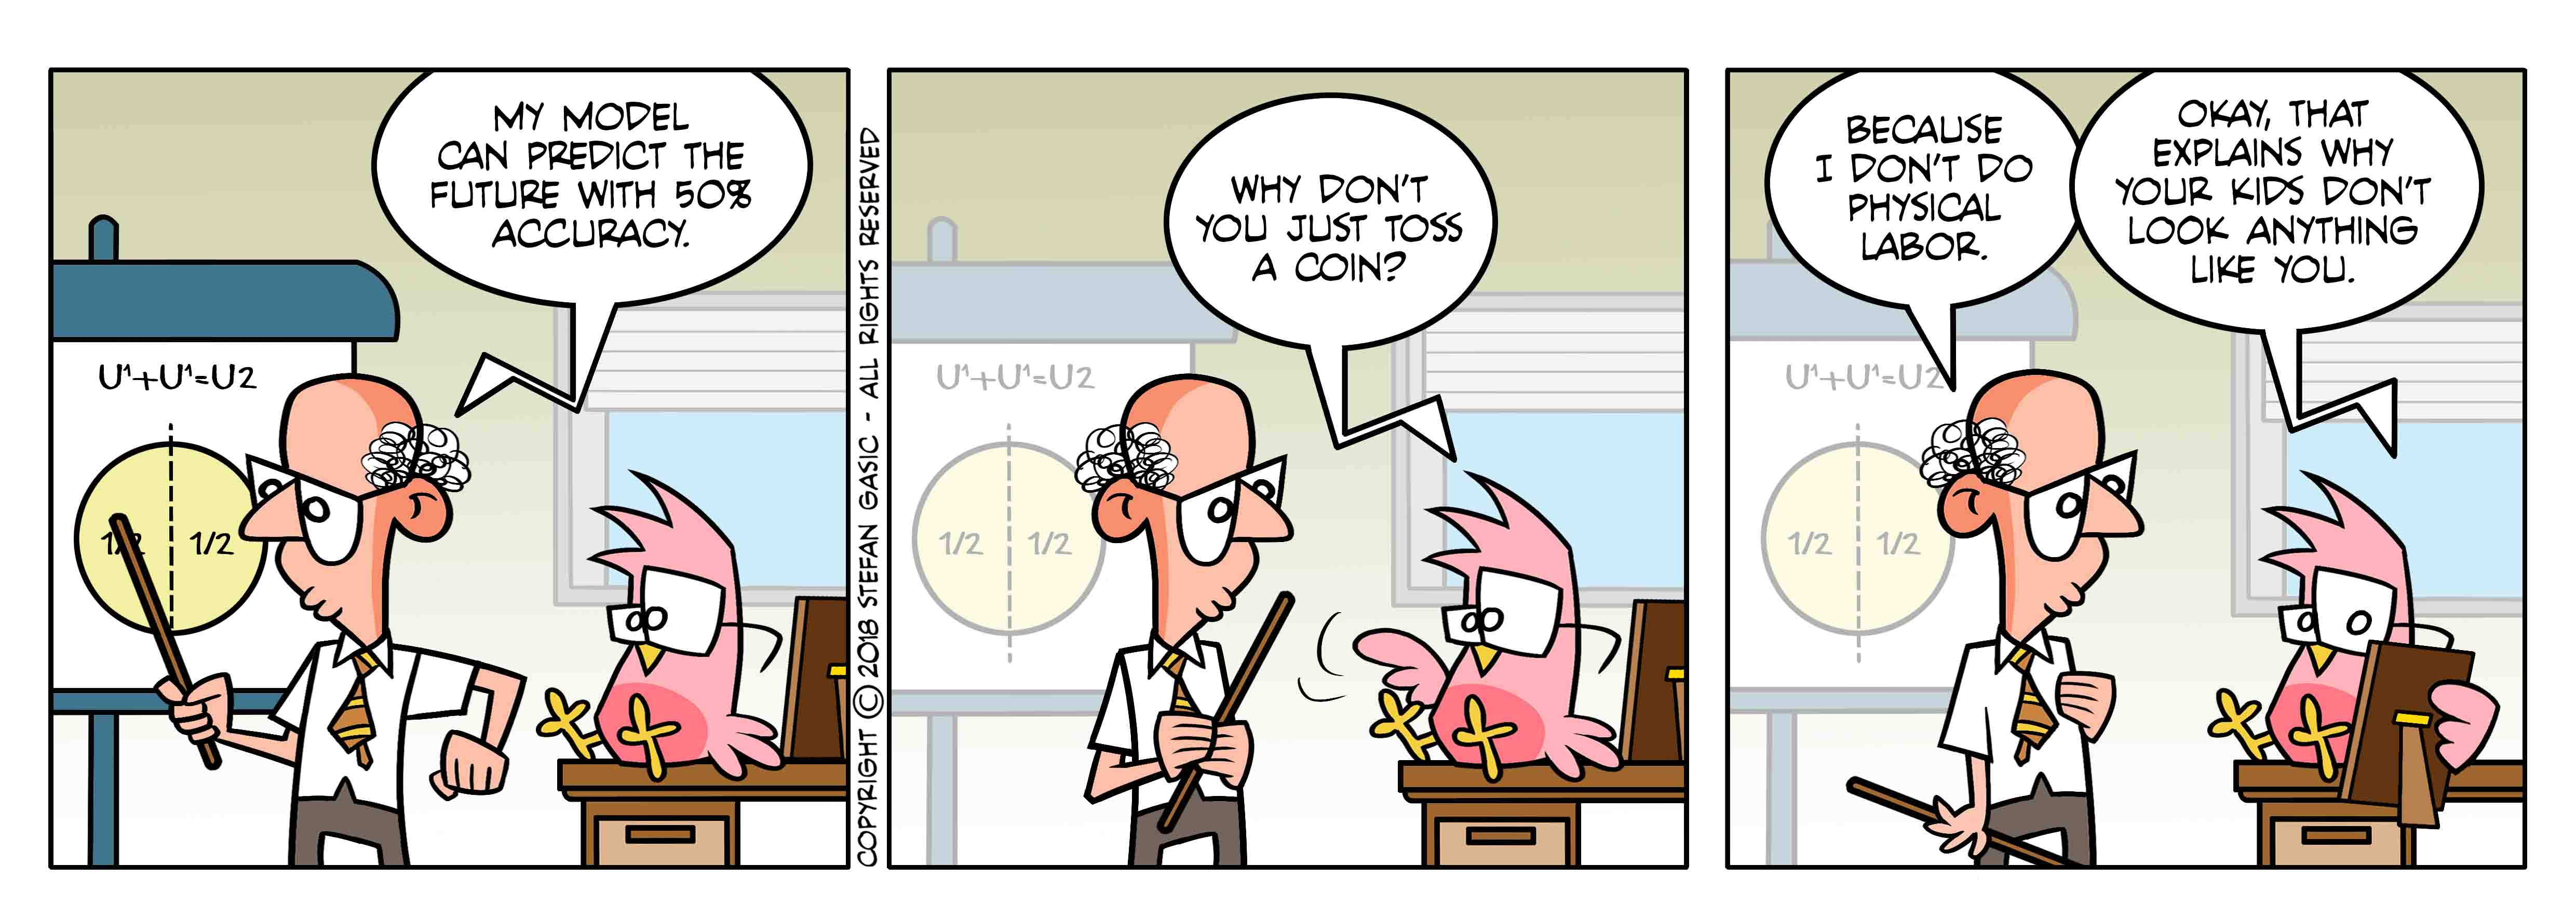 MY MODEL
CAN PREDICT THE
FUTURE WITH 50%
ACCURACY.
U¹+U¹=U2
1/2
1/2
COPYRIGHT © 2018 STEFAN GASIC - ALL RIGHTS RESERVED
WHY DON'T
YOU JUST TOSS
A COIN?
U¹+U¹=U2
1/2
1/2
BECAUSE
I DON'T DO
PHYSICAL
LABOR.
OKAY, THAT
EXPLAINS WHY
YOUR KIDS DON'T
LOOK ANYTHING
LIKE YOU.
U¹+U¹=U2
1/2
1/2